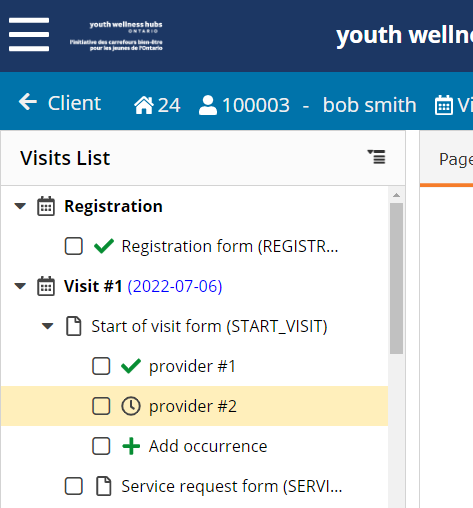 youth wellness hubs
ONTARIO
l'initiative des carrefours bien-être
pour les jeunes de l'Ontario
youth wellne
Client
24
100003 - bob smith
Vi
Visits List
Page
Registration
Registration form (REGISTR...
Visit #1 (2022-07-06)
Start of visit form (START_VISIT)
provider #1
provider #2
Add occurrence
Service request form (SERVI...